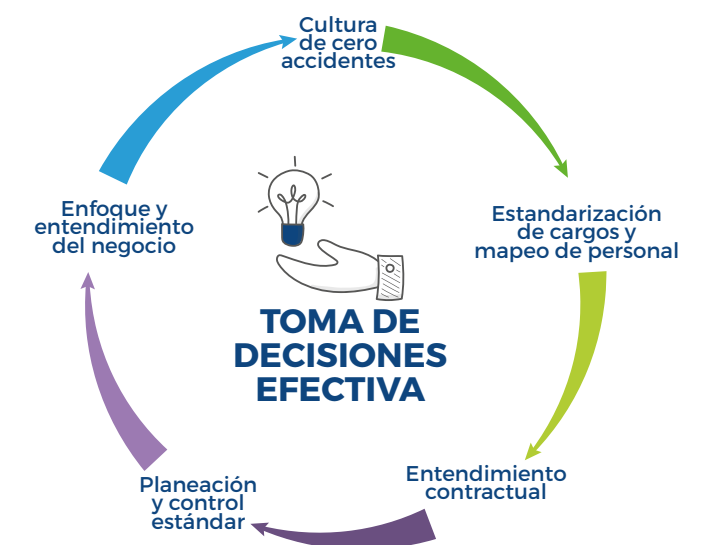 Cultura
de cero
accidentes
Estandarización
de cargos y
mapeo de personal
Entendimiento
contractual
Planeación
y control
estándar
Enfoque y
entendimiento
del negocio
TOMA DE
DECISIONES
EFECTIVA